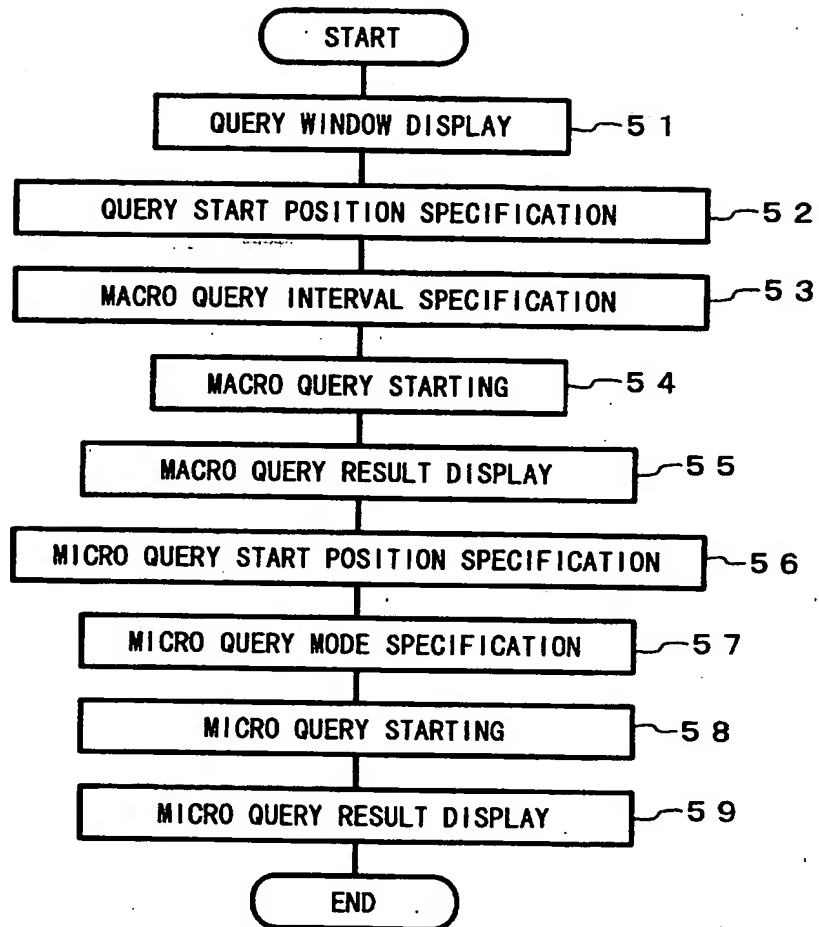 START
QUERY WINDOW DISPLAY 51
QUERY START POSITION SPECIFICATION 52
MACRO QUERY INTERVAL SPECIFICATION 53
MACRO QUERY STARTING 54
MACRO QUERY RESULT DISPLAY 55
MICRO QUERY START POSITION SPECIFICATION 56
MICRO QUERY MODE SPECIFICATION 57
MICRO QUERY STARTING 58
MICRO QUERY RESULT DISPLAY 59
END